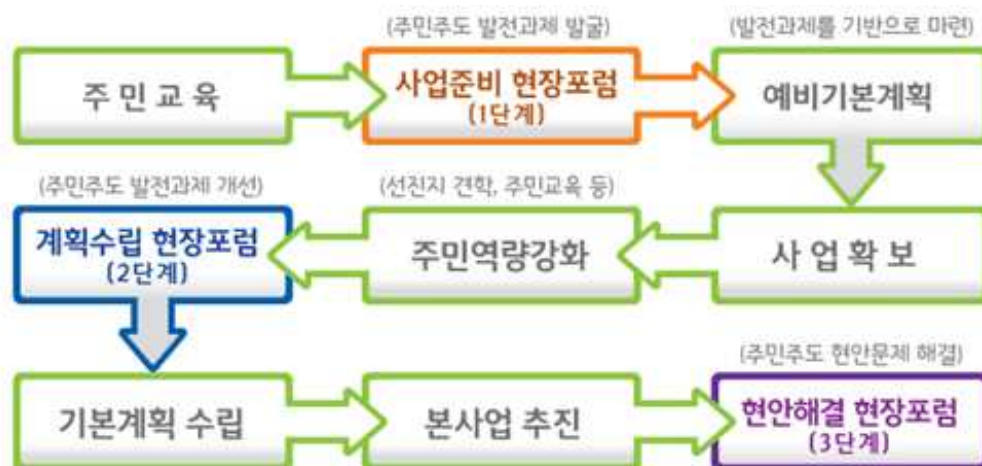 (주민주도 발전과제 발굴)
(발전과제를 기반으로 마련)
주 민 교 육
사업준비 현장포럼
(1단계)
예비기본계획
(주민주도 발전과제 개선)
(선진지 견학, 주민교육 등)
계획수립 현장포럼
(2단계)
주민역량강화
사 업 확 보
(주민주도 현안문제 해결)
기본계획 수립
본사업 추진
현안해결 현장포럼
(3단계)